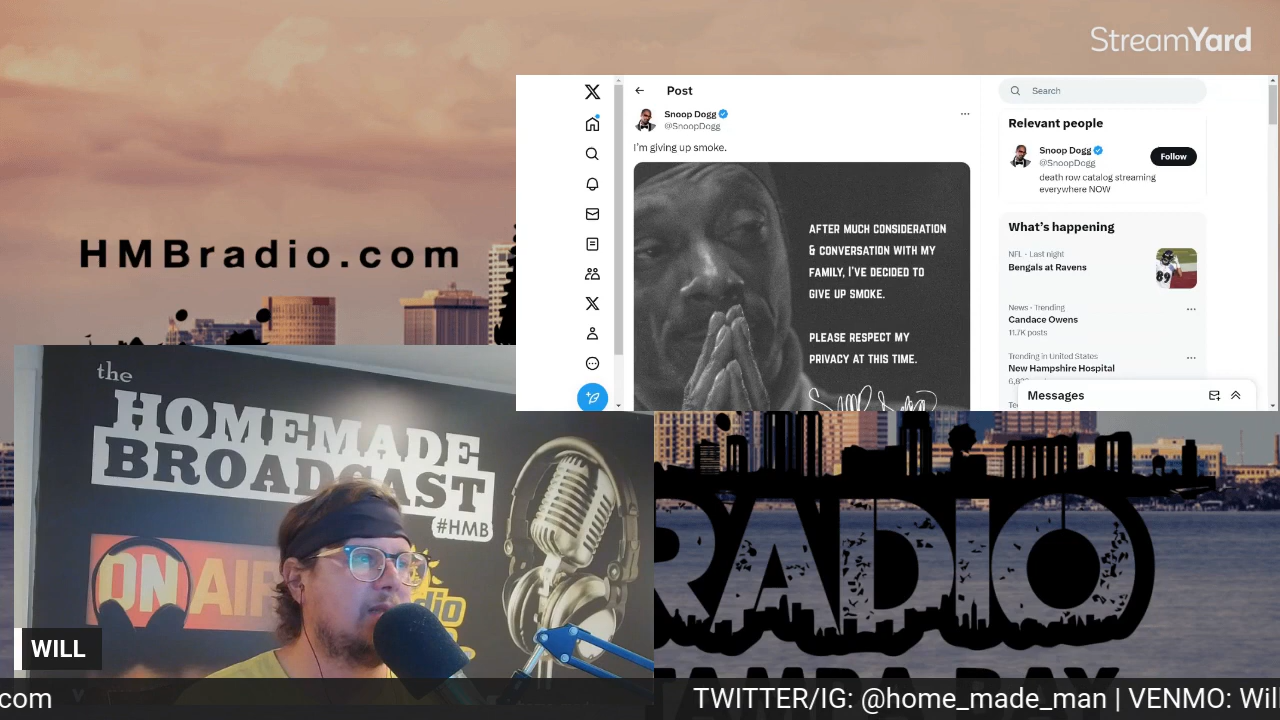 StreamYard
Post
Search
Snoop Dogg
@SnoopDogg
I'm giving up smoke.
AFTER MUCH CONSIDERATION
& CONVERSATION WITH MY
FAMILY, I'VE DECIDED TO
GIVE UP SMOKE.
PLEASE RESPECT MY
PRIVACY AT THIS TIME.
Relevant people
Snoop Dogg
@SnoopDogg
Follow
death row catalog streaming
everywhere NOW
What's happening
NFL · Last night
Bengals at Ravens
News · Trending
Candace Owens
11.7K posts
Trending in United States
New Hampshire Hospital
Messages
HMBradio.com
the
HOMEMADE
BROADCAST
#HMB
ON AIR
RADIO
TAMPA BAY
WILL
com
TWITTER/IG: @home_made_man | VENMO: Wil